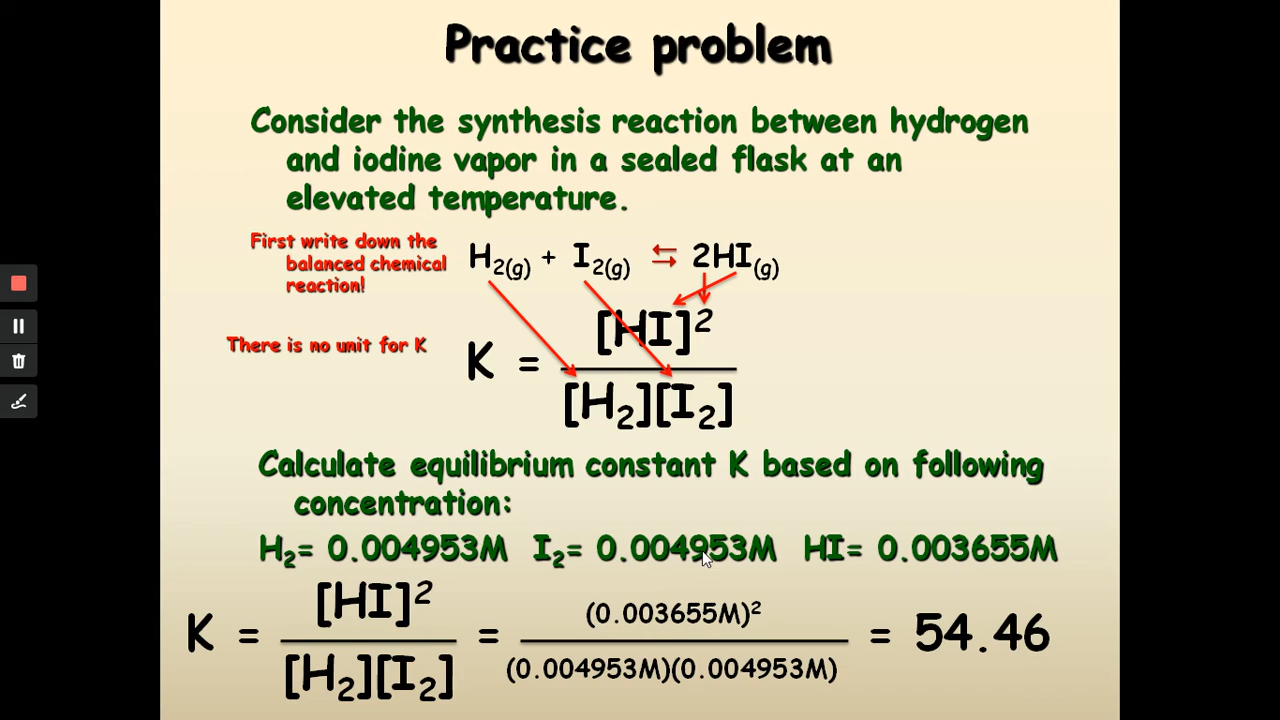 Practice problem
Consider the synthesis reaction between hydrogen
and iodine vapor in a sealed flask at an
elevated temperature.
First write down the
balanced chemical
reaction!
H₂(g) + I₂(g) ⇆ 2HI(g)
There is no unit for K
K = [HI]² / [H₂][I₂]
Calculate equilibrium constant K based on following
concentration:
H₂= 0.004953M I₂= 0.004953M HI= 0.003655M
K = [HI]² / [H₂][I₂] = (0.003655M)² / (0.004953M)(0.004953M) = 54.46